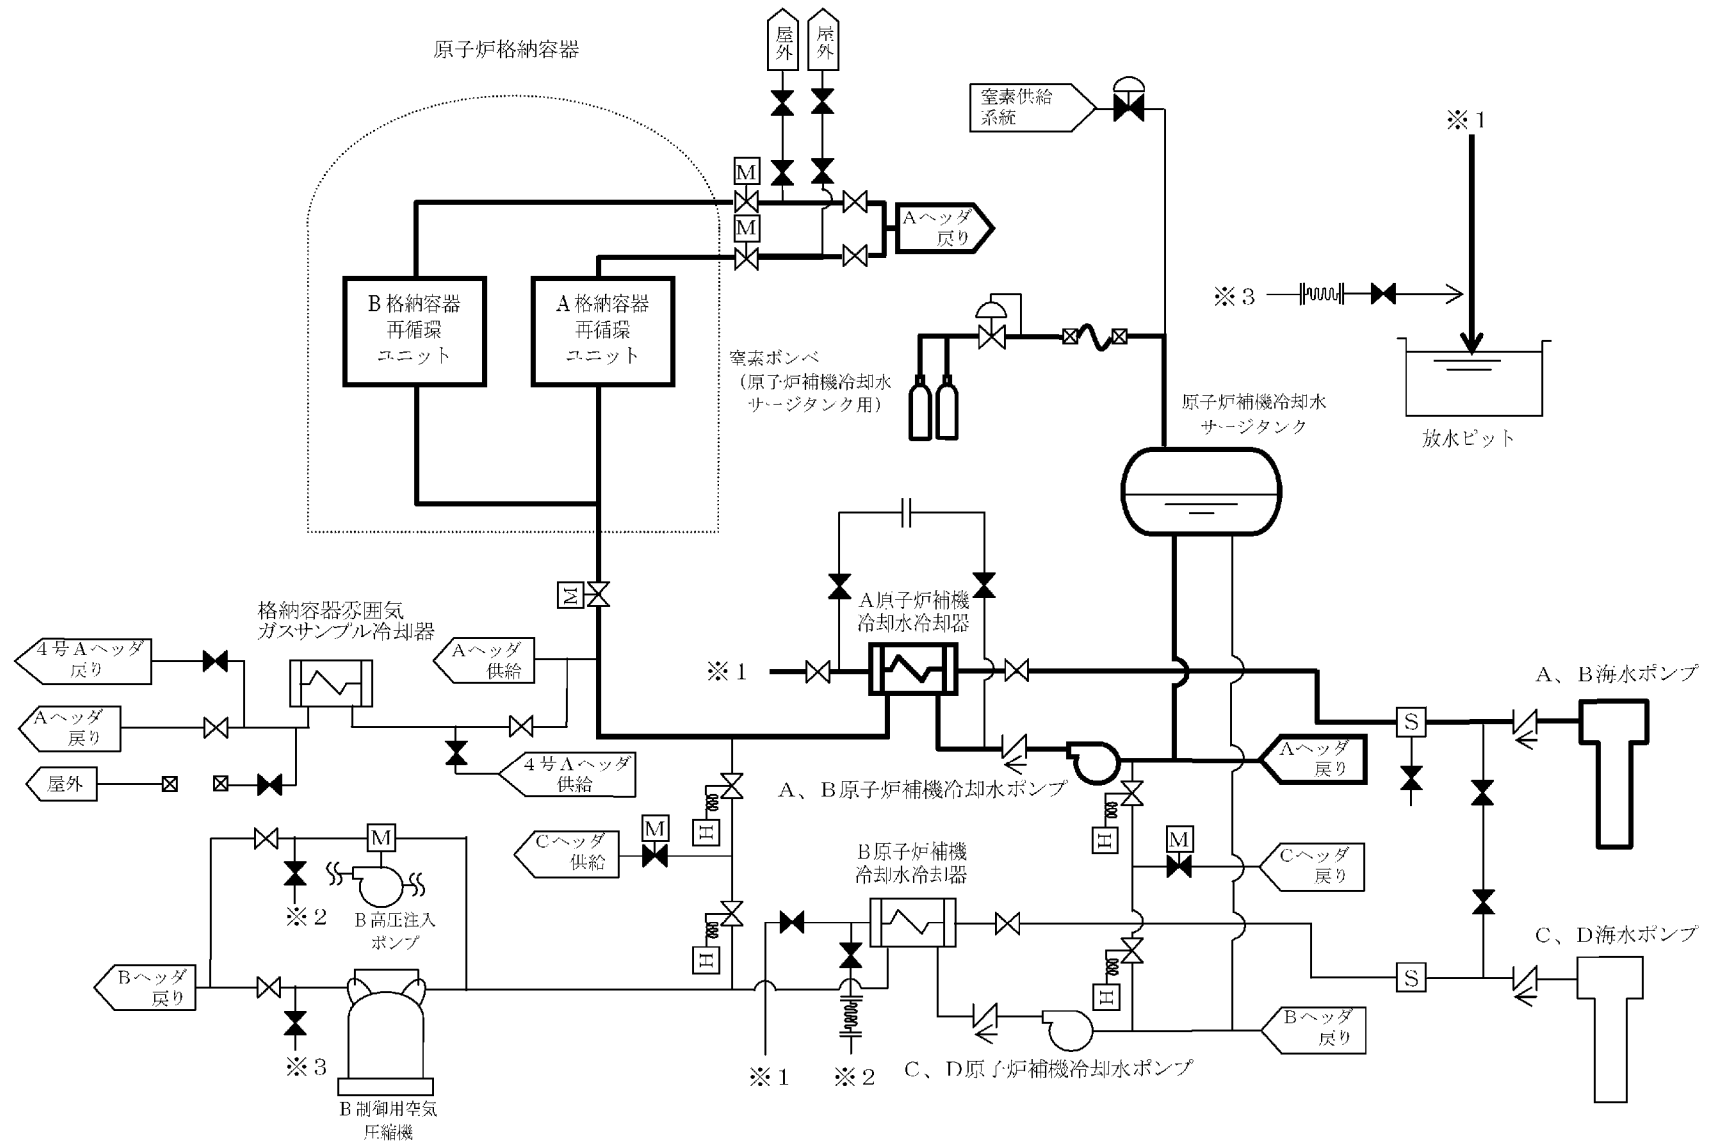 原子炉格納容器
屋外
屋外
窒素供給
系統
※1
M
M
Aヘッダ
戻り
B格納容器
再循環
ユニット
A格納容器
再循環
ユニット
※3
窒素ボンベ
(原子炉補機冷却水
サージタンク用)
原子炉補機冷却水
サージタンク
放水ピット
M
A原子炉補機
冷却水冷却器
格納容器雰囲気
ガスサンプル冷却器
4号Aヘッダ
戻り
Aヘッダ
供給
※1
A、B海水ポンプ
Aヘッダ
戻り
S
屋外
4号Aヘッダ
供給
A、B原子炉補機冷却水ポンプ
Aヘッダ
戻り
H
H
M
Cヘッダ
供給
M
B原子炉補機
冷却水冷却器
M
Cヘッダ
戻り
※2
B高圧注入
ポンプ
H
H
C、D海水ポンプ
Bヘッダ
戻り
S
Bヘッダ
戻り
※3
※1
※2
C、D原子炉補機冷却水ポンプ
B制御用空気
圧縮機